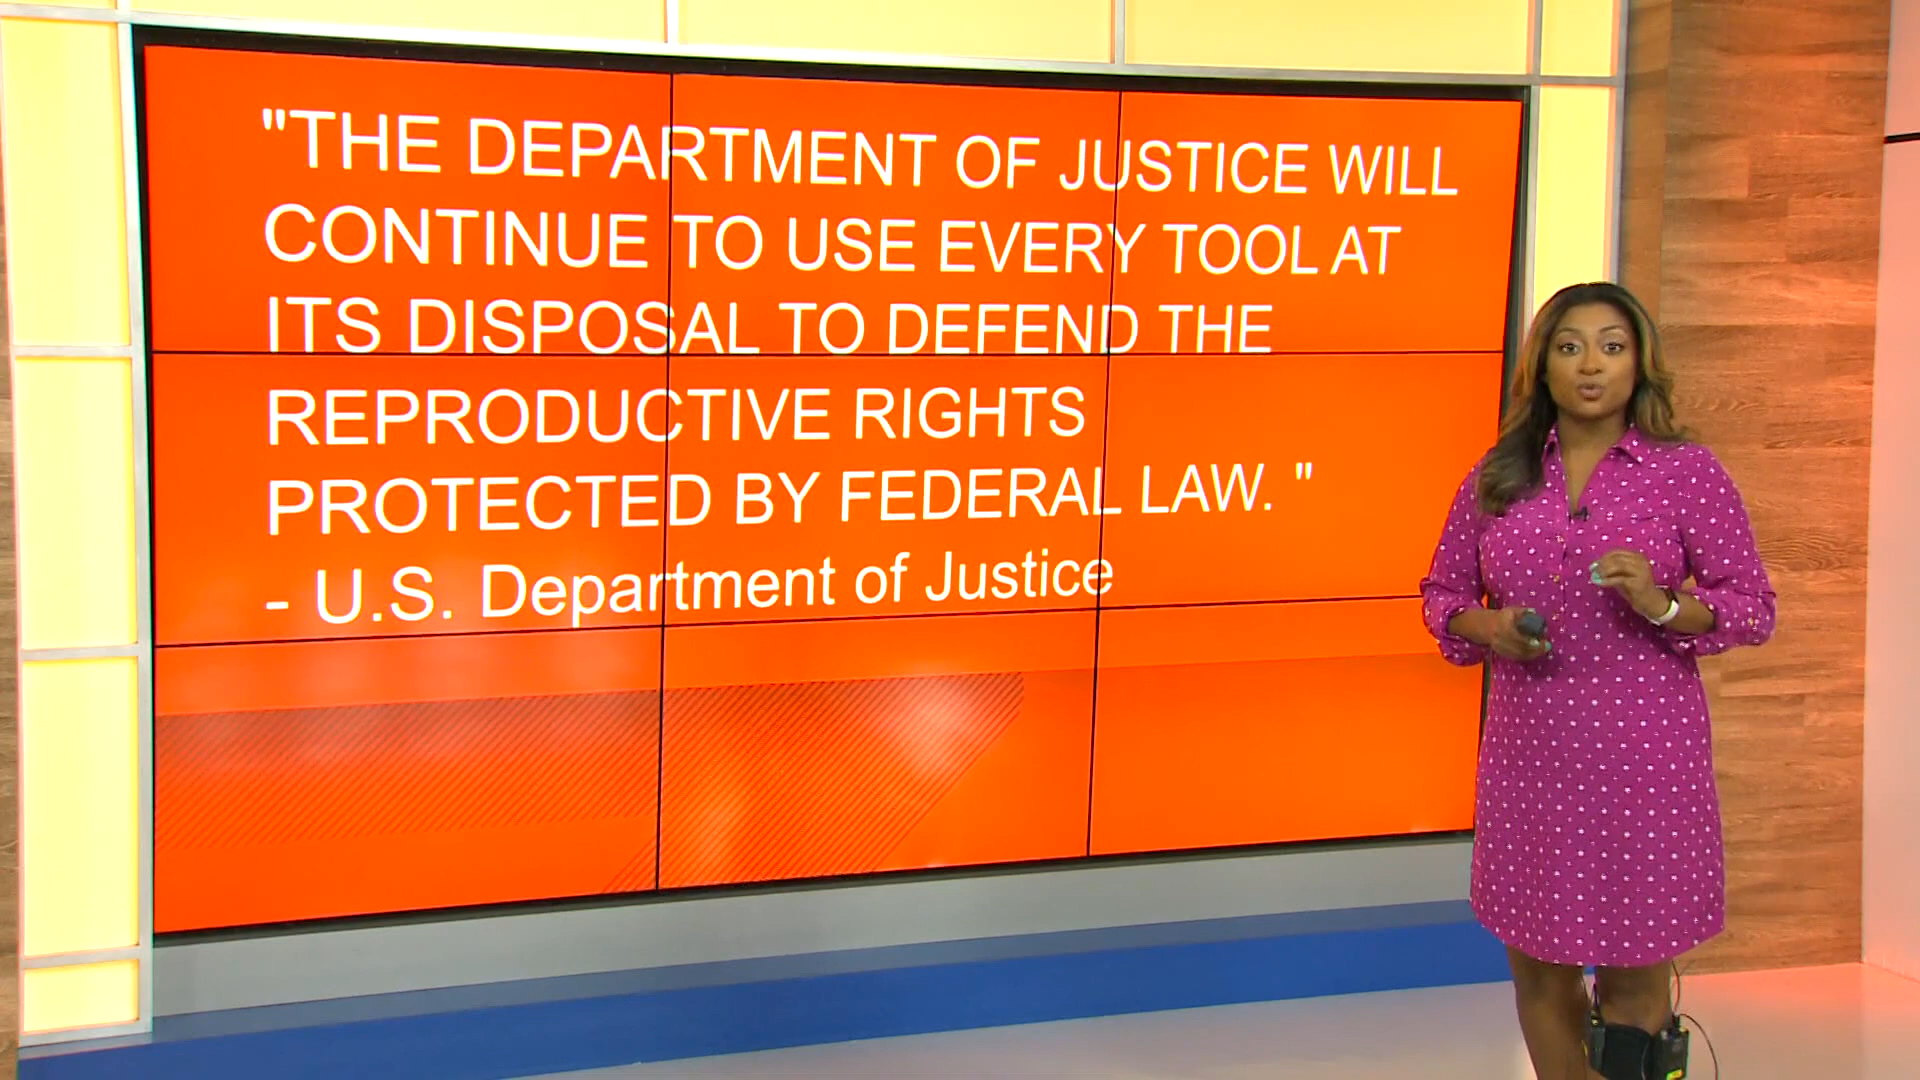 "THE DEPARTMENT OF JUSTICE WILL
CONTINUE TO USE EVERY TOOL AT
ITS DISPOSAL TO DEFEND THE
REPRODUCTIVE RIGHTS
PROTECTED BY FEDERAL LAW. "
- U.S. Department of Justice